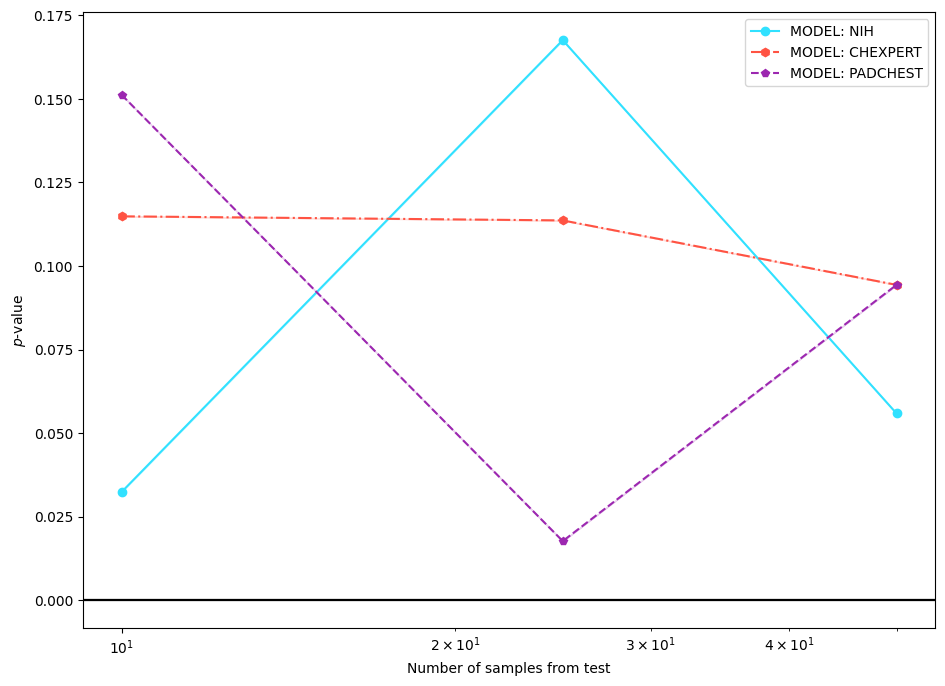 0.175
0.150
0.125
0.100
0.075
0.050
0.025
0.000
p-value
MODEL: NIH
MODEL: CHEXPERT
MODEL: PADCHEST
10¹ 2 × 10¹ 3 × 10¹ 4 × 10¹
Number of samples from test